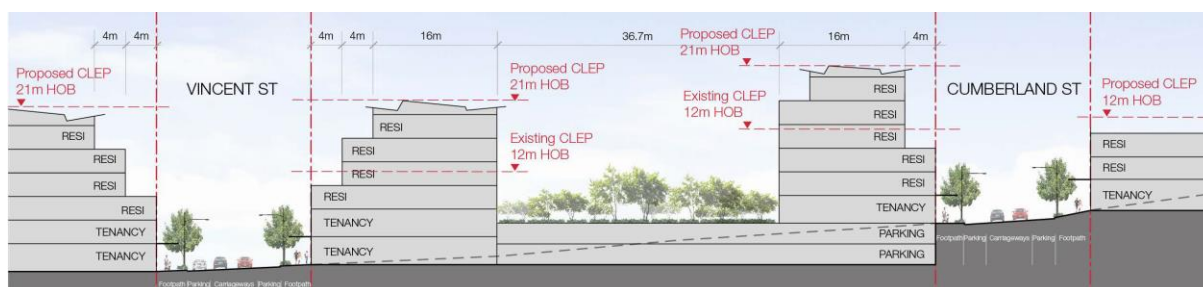 4m
4m
4m
4m
16m
36.7m
16m
4m
Proposed CLEP
21m HOB
VINCENT ST
Proposed CLEP
21m HOB
Existing CLEP
12m HOB
Proposed CLEP
21m HOB
Existing CLEP
12m HOB
CUMBERLAND ST
Proposed CLEP
12m HOB
RESI
RESI
RESI
RESI
TENANCY
TENANCY
RESI
RESI
RESI
RESI
TENANCY
TENANCY
RESI
RESI
RESI
RESI
RESI
TENANCY
PARKING
PARKING
RESI
RESI
TENANCY
Footpath
Parking
Carriageways
Parking
Footpath
Footpath
Parking
Carriageways
Parking
Footpath